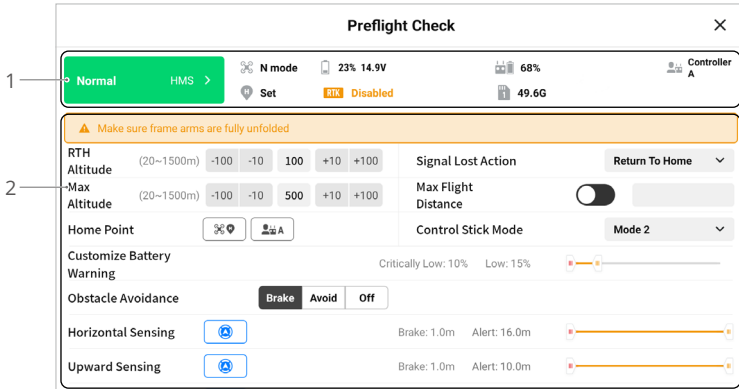 Preflight Check
1
Normal HMS
N mode 23% 14.9V 68% Controller A
Set RTK Disabled 1 49.6G
2
Make sure frame arms are fully unfolded
RTH Altitude (20~1500m) -100 -10 100 +10 +100 Signal Lost Action Return To Home
Max Altitude (20~1500m) -100 -10 500 +10 +100 Max Flight Distance
Home Point H A Control Stick Mode Mode 2
Customize Battery Warning Critically Low: 10% Low: 15%
Obstacle Avoidance Brake Avoid Off
Horizontal Sensing Brake: 1.0m Alert: 16.0m
Upward Sensing Brake: 1.0m Alert: 10.0m